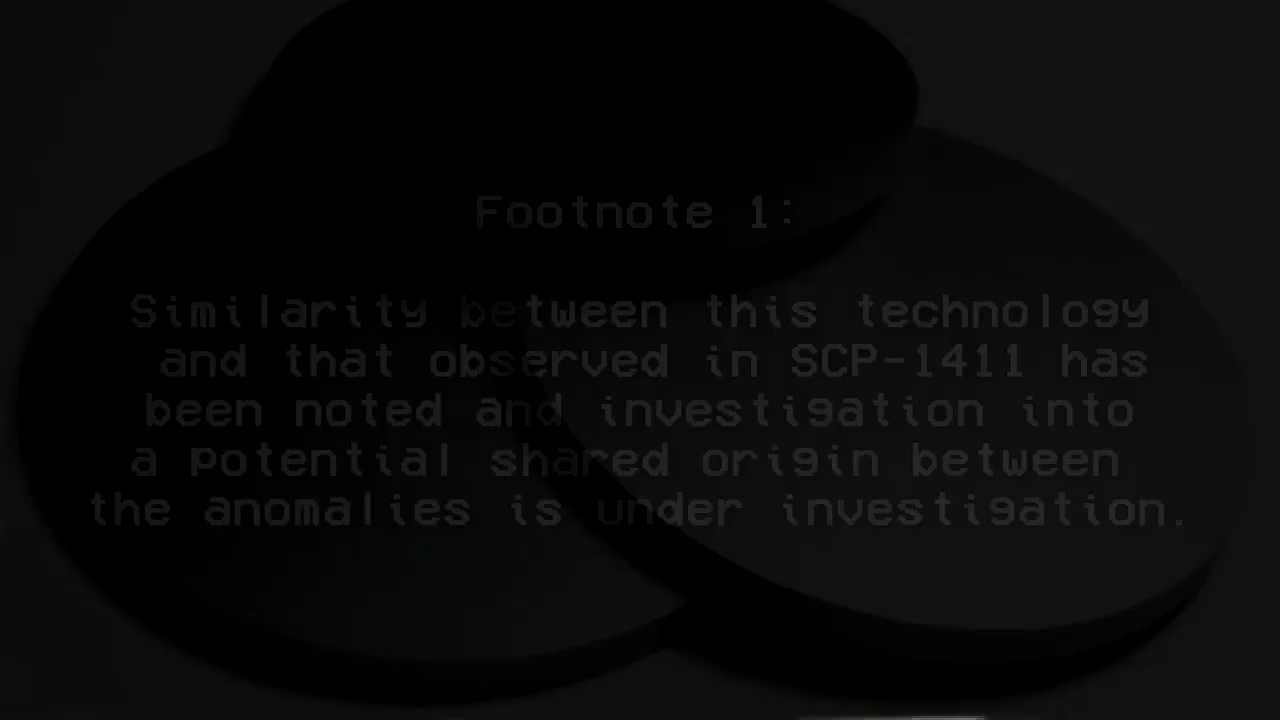 Footnote 1:
Similarity between this technology
and that observed in SCP-1411 has
been noted and investigation into
a potential shared origin between
the anomalies is under investigation.